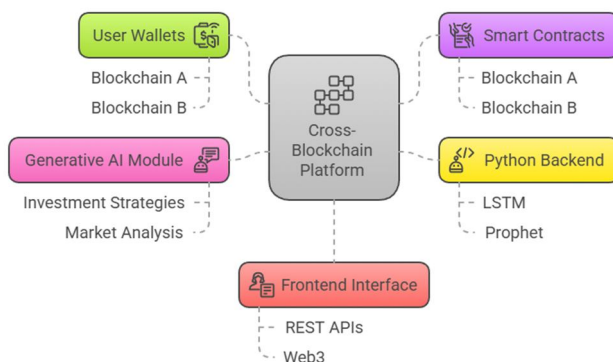 User Wallets
Blockchain A
Blockchain B
Smart Contracts
Blockchain A
Blockchain B
Cross-
Blockchain
Platform
Generative AI Module
Investment Strategies
Market Analysis
Python Backend
LSTM
Prophet
Frontend Interface
REST APIs
Web3